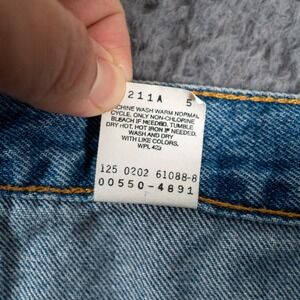 211A 5
MACHINE WASH WARM NORMAL
CYCLE, ONLY NON-CHLORINE
BLEACH IF NEEDED, TUMBLE
DRY HOT, HOT IRON IF NEEDED,
WASH AND DRY
WITH LIKE COLORS.
WPL 423
125 0202 61088-8
00550-4891